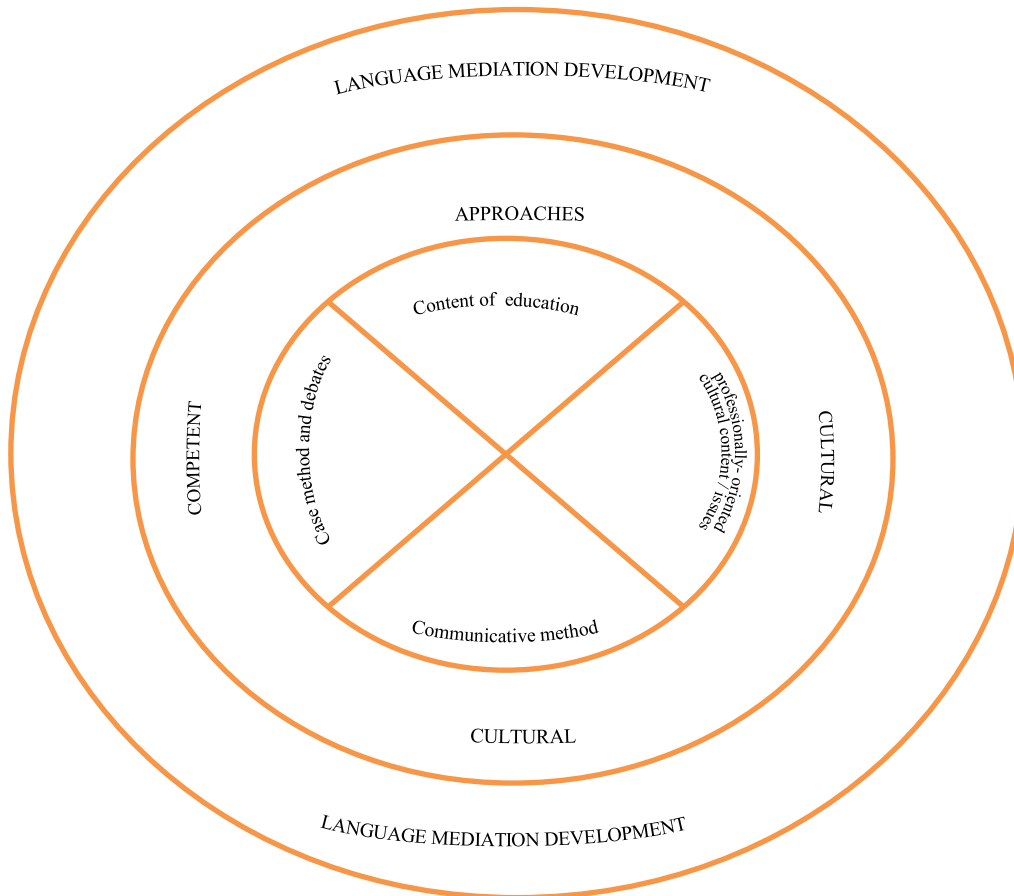 LANGUAGE MEDIATION DEVELOPMENT
APPROACHES
Content of education
Case method and debates
professionally- oriented
cultural content / issues
COMPETENT
CULTURAL
Communicative method
CULTURAL
LANGUAGE MEDIATION DEVELOPMENT